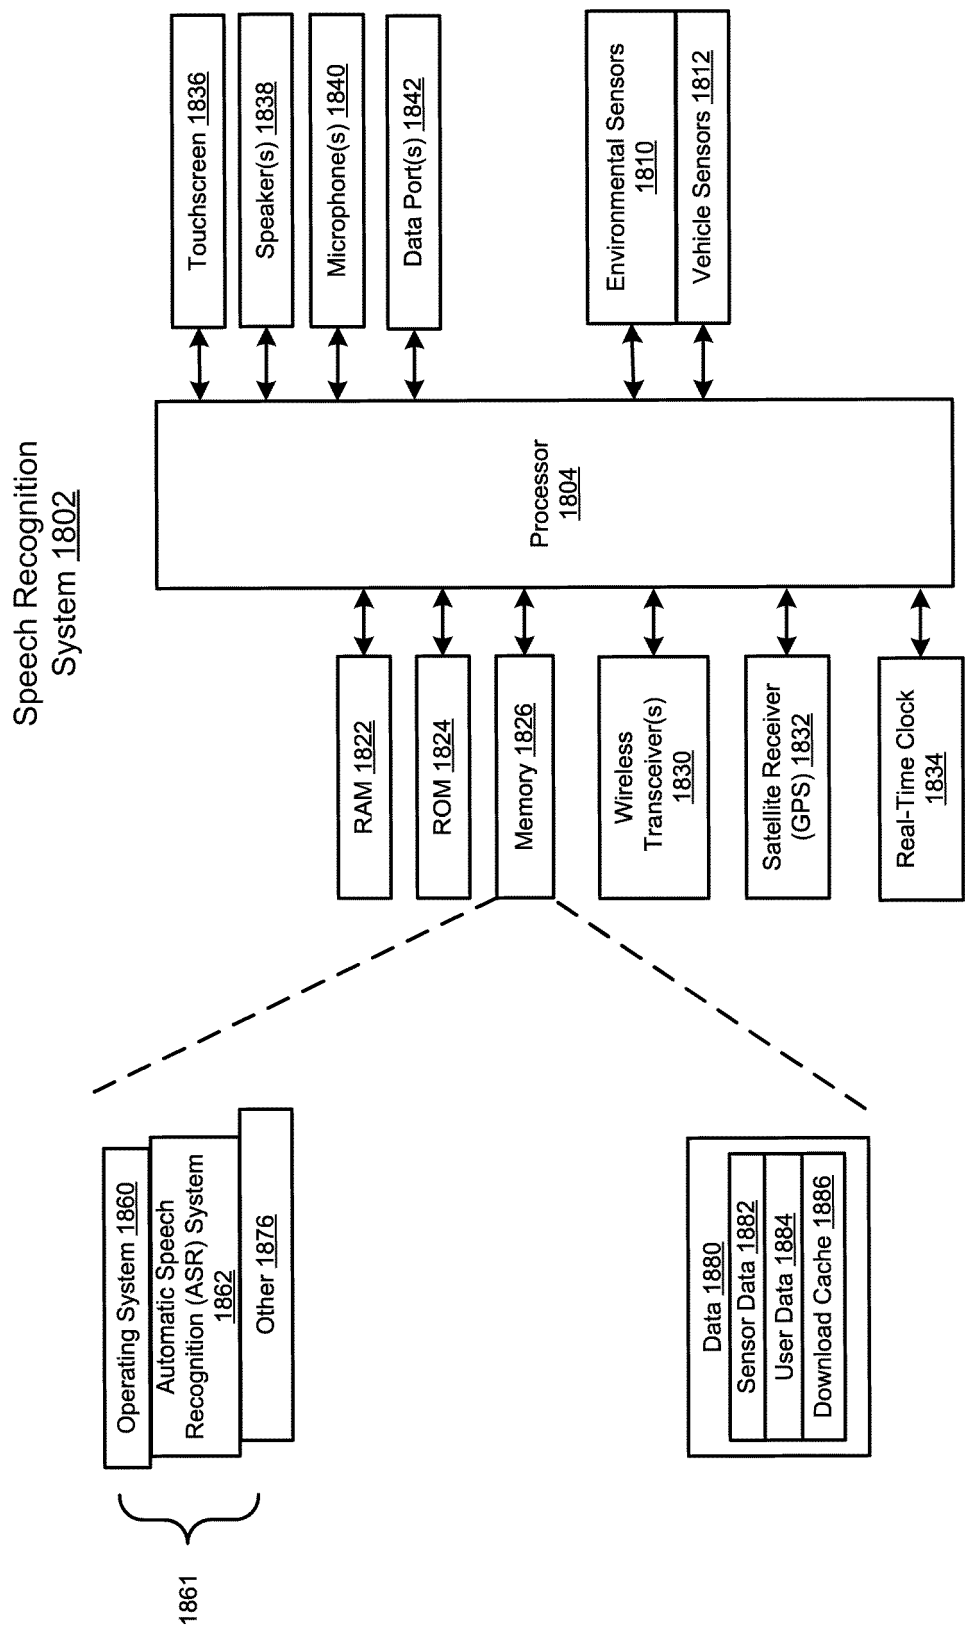 Speech Recognition
System 1802
Operating System 1860
Automatic Speech
Recognition (ASR) System
1862
Other 1876
1861
Data 1880
Sensor Data 1882
User Data 1884
Download Cache 1886
RAM 1822
ROM 1824
Memory 1826
Wireless
Transceiver(s)
1830
Satellite Receiver
(GPS) 1832
Real-Time Clock
1834
Processor
1804
Touchscreen 1836
Speaker(s) 1838
Microphone(s) 1840
Data Port(s) 1842
Environmental Sensors
1810
Vehicle Sensors 1812